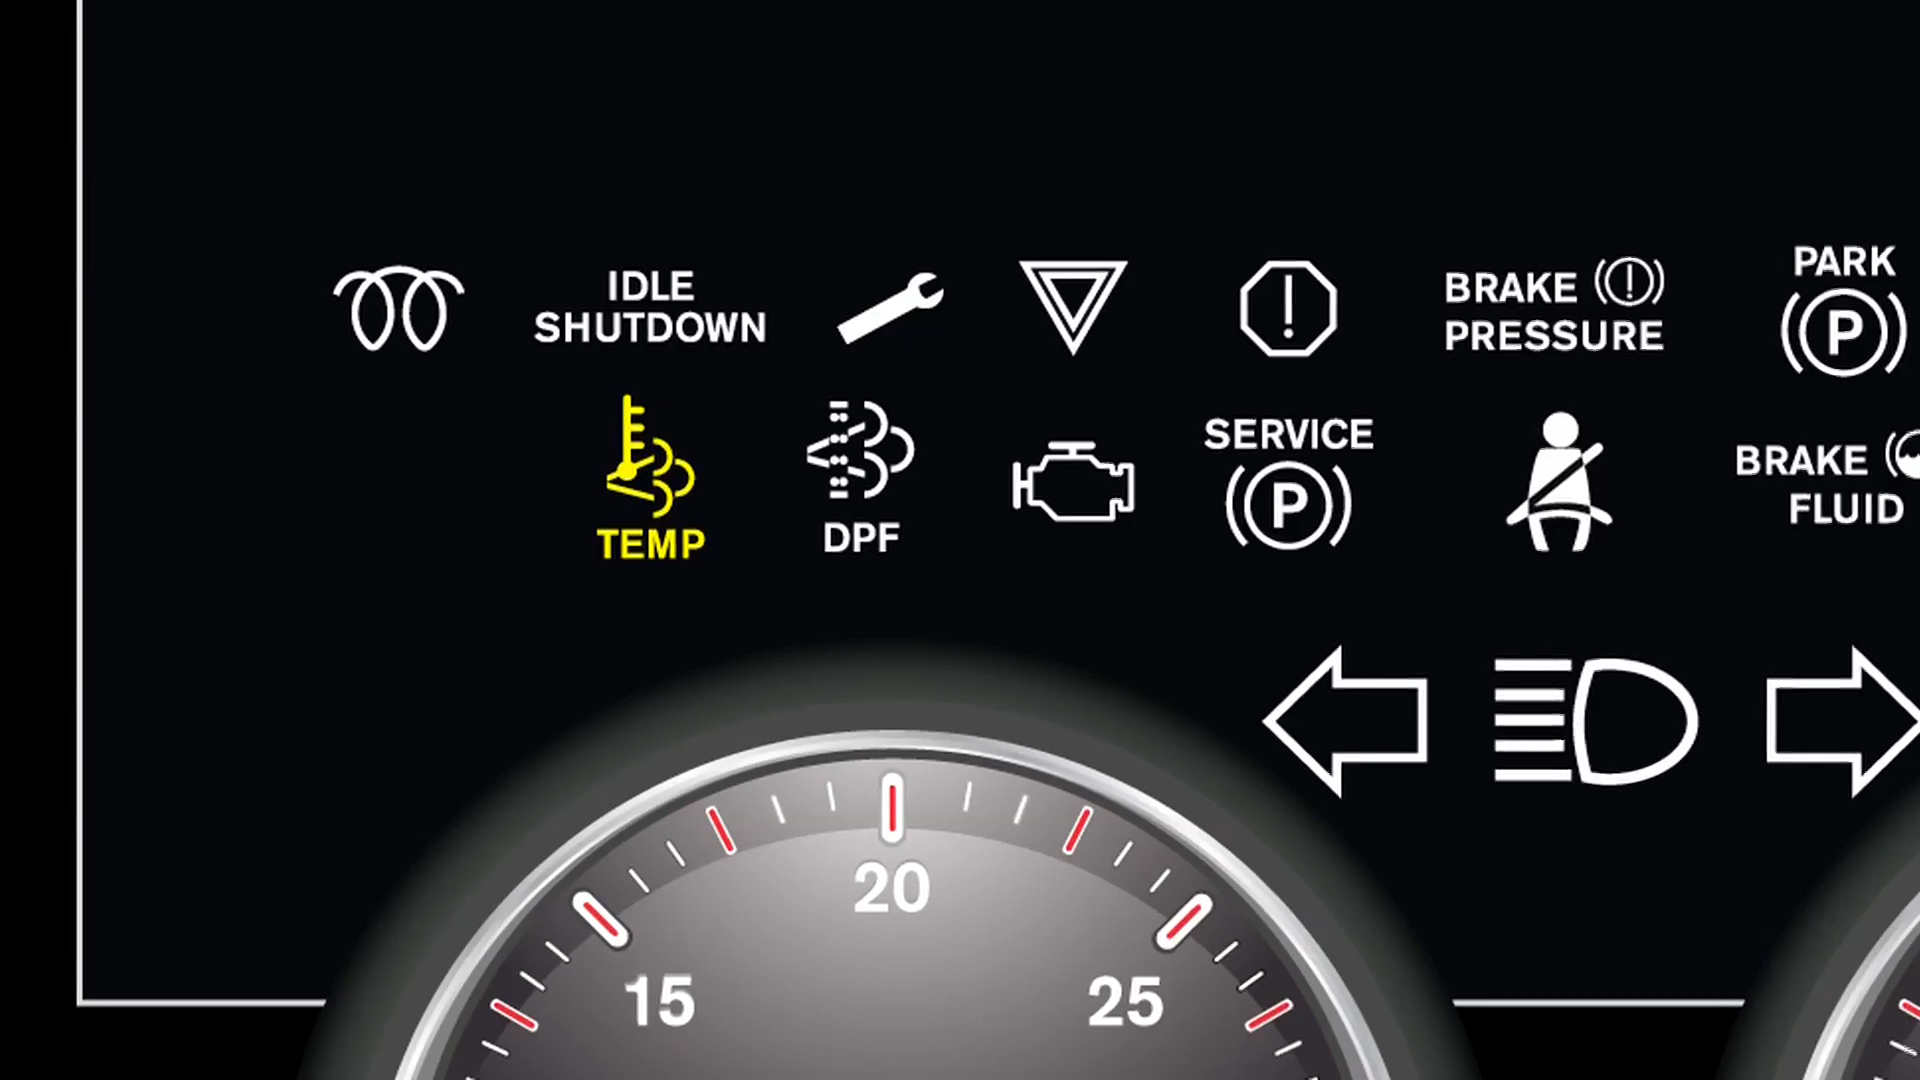 IDLE
SHUTDOWN
BRAKE
PRESSURE
PARK
P
TEMP
DPF
SERVICE
P
BRAKE
FLUID
20
15
25